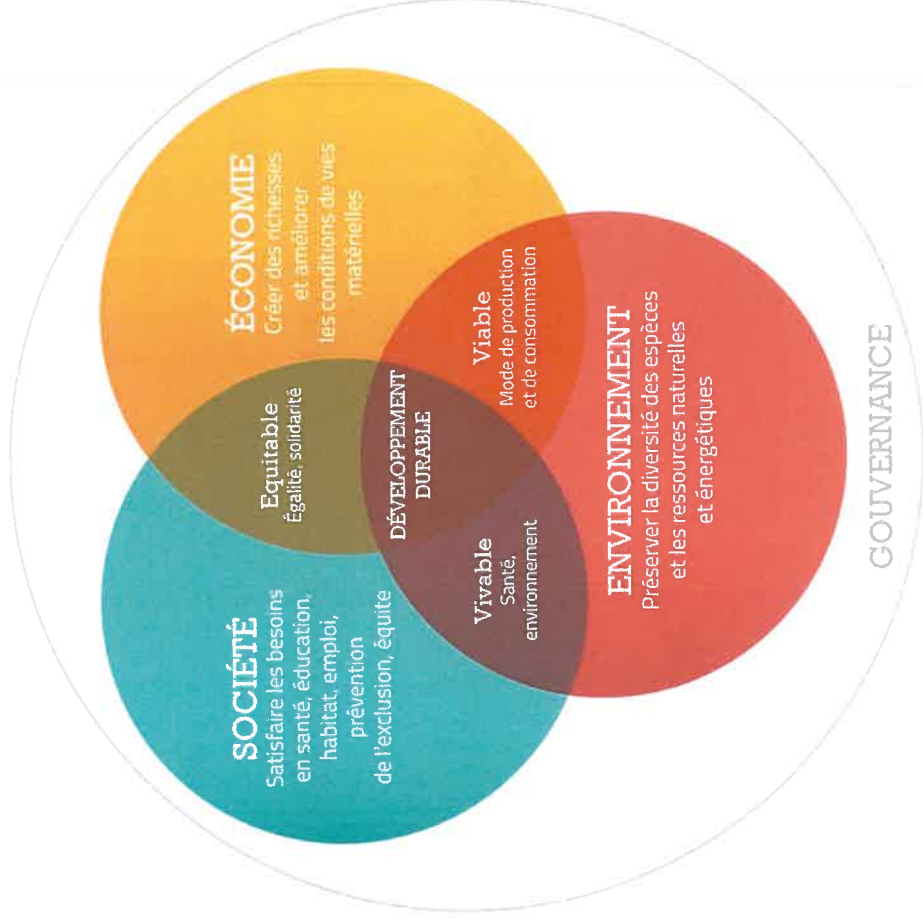 SOCIÉTÉ
Satisfaire les besoins
en santé, éducation,
habitat, emploi,
prévention
de l'exclusion, équite
Equitable
Égalité, solidarité
ÉCONOMIE
Créer des richesses
et améliorer
les conditions de vies
matérielles
DÉVELOPPEMENT
DURABLE
Vivable
Santé,
environnement
Viable
Mode de production
et de consommation
ENVIRONNEMENT
Préserver la diversité des espèces
et les ressources naturelles
et énergétiques
GOUVERNANCE